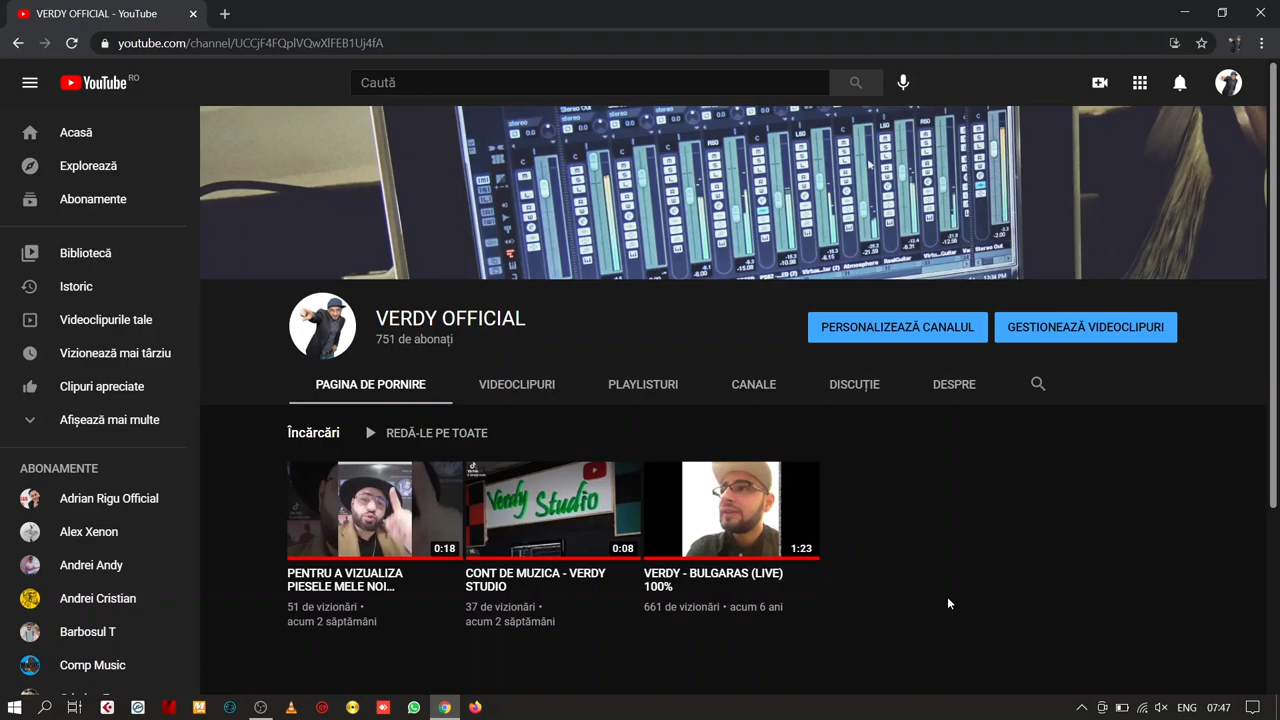 VERDY OFFICIAL - YouTube
youtube.com/channel/UCCjF4FQplVQwXlFEB1Uj4fA
YouTube RO
Caută
Acasă
Explorează
Abonamente
Bibliotecă
Istoric
Videoclipurile tale
Vizionează mai târziu
Clipuri apreciate
Afișează mai multe
ABONAMENTE
Adrian Rigu Official
Alex Xenon
Andrei Andy
Andrei Cristian
Barbosul T
Comp Music
VERDY OFFICIAL
751 de abonați
PERSONALIZEAZĂ CANALUL
GESTIONEAZĂ VIDEOCLIPURI
PAGINA DE PORNIRE
VIDEOCLIPURI
PLAYLISTURI
CANALE
DISCUȚIE
DESPRE
Încărcări
REDĂ-LE PE TOATE
Verdy Studio
0:18
0:08
1:23
PENTRU A VIZUALIZA
PIESELE MELE NOI...
51 de vizionări •
acum 2 săptămâni
CONT DE MUZICA - VERDY
STUDIO
37 de vizionări •
acum 2 săptămâni
VERDY - BULGARAS (LIVE)
100%
661 de vizionări • acum 6 ani
ENG
07:47